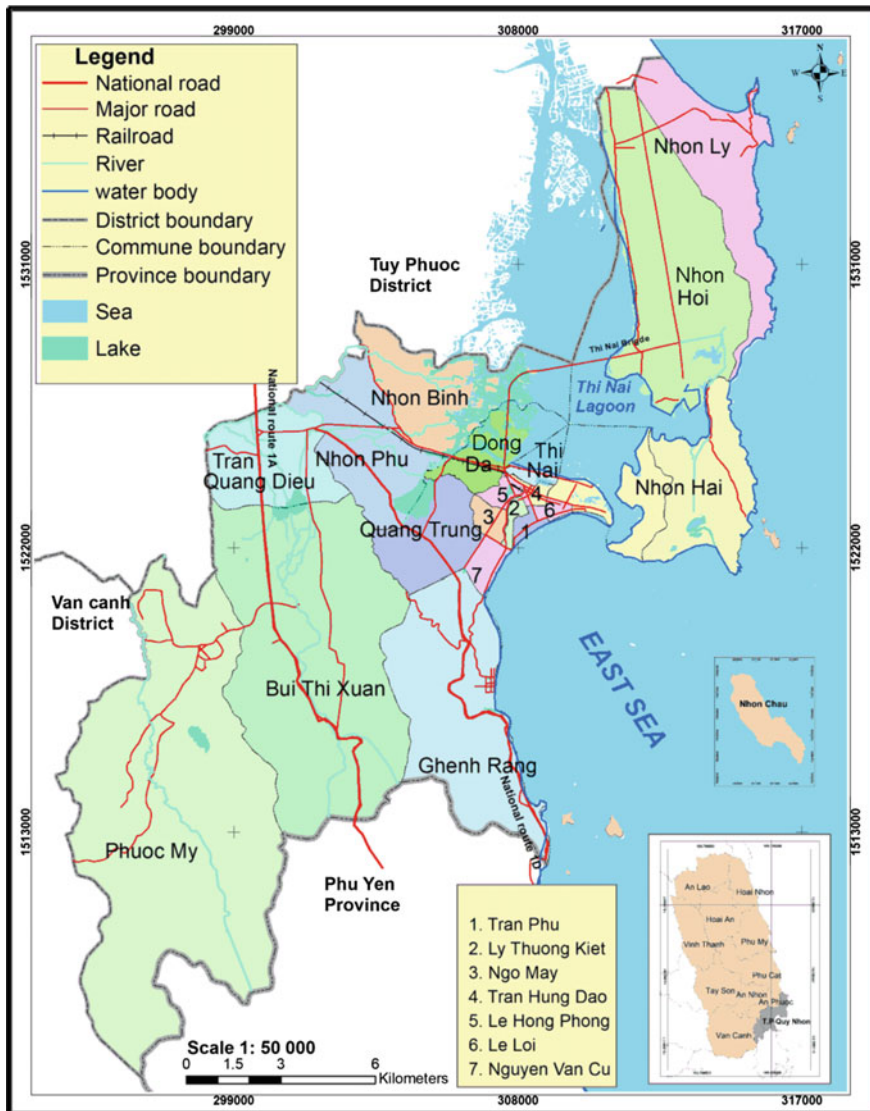 299000
308000
317000
Legend
National road
Major road
Railroad
River
water body
District boundary
Commune boundary
Province boundary
Sea
Lake
N
W
E
S
1531000
1531000
Tuy Phuoc
District
Nhon Ly
Nhon
Hoi
Thi Nai Brigde
Thi Nai
Lagoon
National route 1A
Nhon Binh
Dong
Da
Thi
Nai
Nhon Phu
Tran
Quang Dieu
Nhon Hai
5
4
2
6
3
1
Quang Trung
7
1522000
1522000
Van canh
District
Bui Thi Xuan
EAST SEA
Nhon Chau
Ghenh Rang
National route 1D
1513000
1513000
Phuoc My
Phu Yen
Province
1. Tran Phu
2. Ly Thuong Kiet
3. Ngo May
4. Tran Hung Dao
5. Le Hong Phong
6. Le Loi
7. Nguyen Van Cu
An Lao
Hoai Nhon
Hoai An
Vinh Thanh
Phu My
Phu Cat
Tay Son
An Nhon
An Phuoc
T.P Quy Nhon
Van Canh
Scale 1: 50 000
0 1.5 3 6
Kilometers
299000
308000
317000